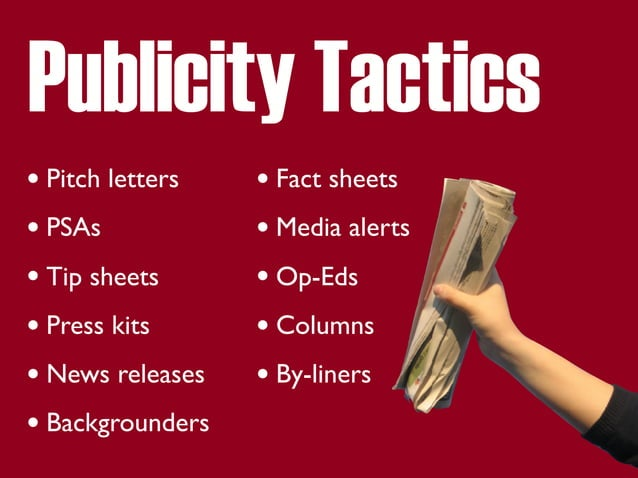 Publicity Tactics
• Pitch letters
• PSAs
• Tip sheets
• Press kits
• News releases
• Backgrounders
• Fact sheets
• Media alerts
• Op-Eds
• Columns
• By-liners